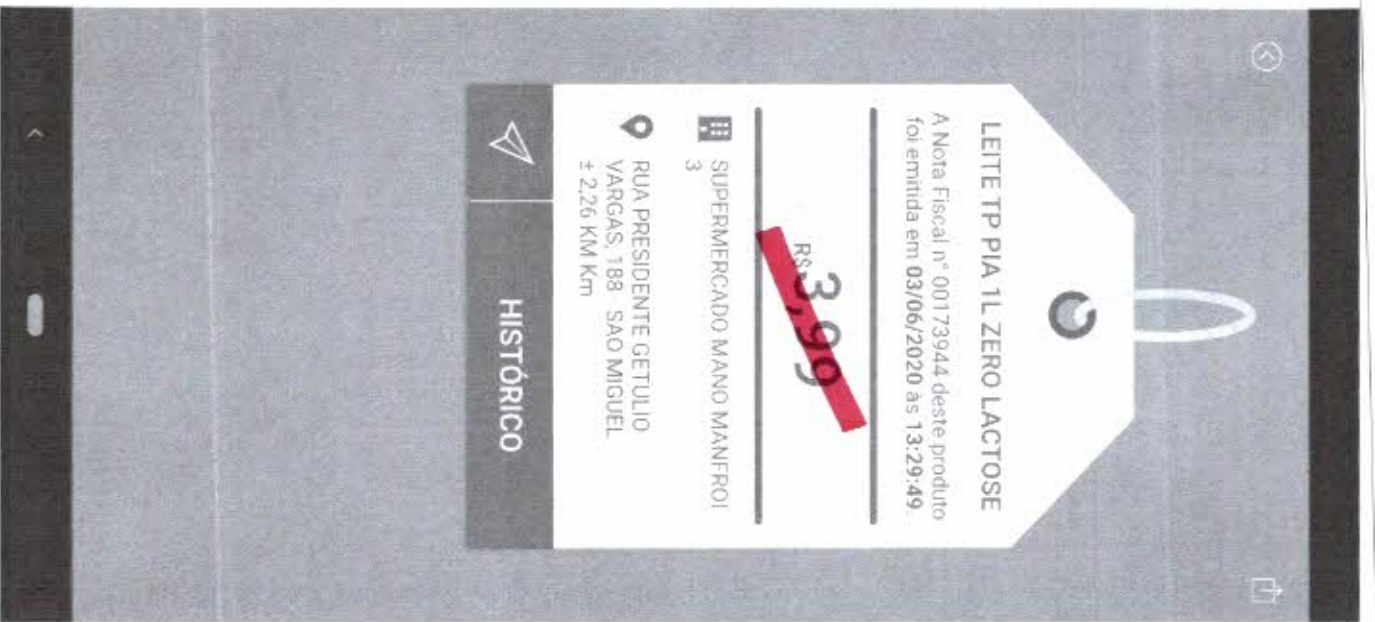 LEITE TP PIA 1L ZERO LACTOSE
A Nota Fiscal n° 00173944 deste produto
foi emitida em 03/06/2020 às 13:29:49
R$3,99
SUPERMERCADO MANO MANFROI
3
RUA PRESIDENTE GETULIO
VARGAS, 188 SAO MIGUEL
± 2,26 KM Km
HISTÓRICO